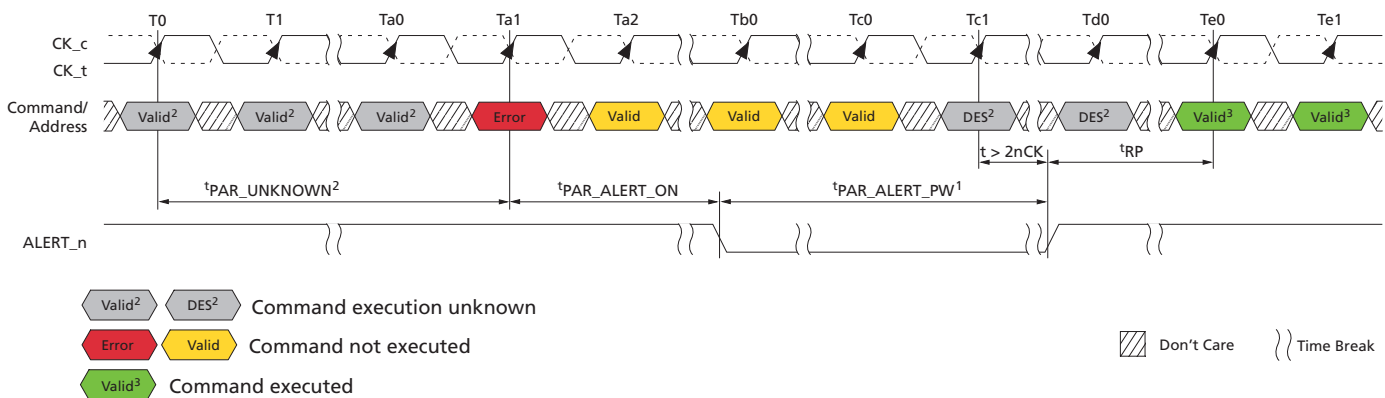 T0 T1 Ta0 Ta1 Ta2 Tb0 Tc0 Tc1 Td0 Te0 Te1
CK_c
CK_t
Command/
Address
Valid² Valid² Valid² Error Valid Valid Valid DES² DES² Valid³ Valid³
t > 2nCK tRP
tPAR_UNKNOWN² tPAR_ALERT_ON tPAR_ALERT_PW¹
ALERT_n
Valid² DES² Command execution unknown
Error Valid Command not executed
Don't Care Time Break
Valid³ Command executed